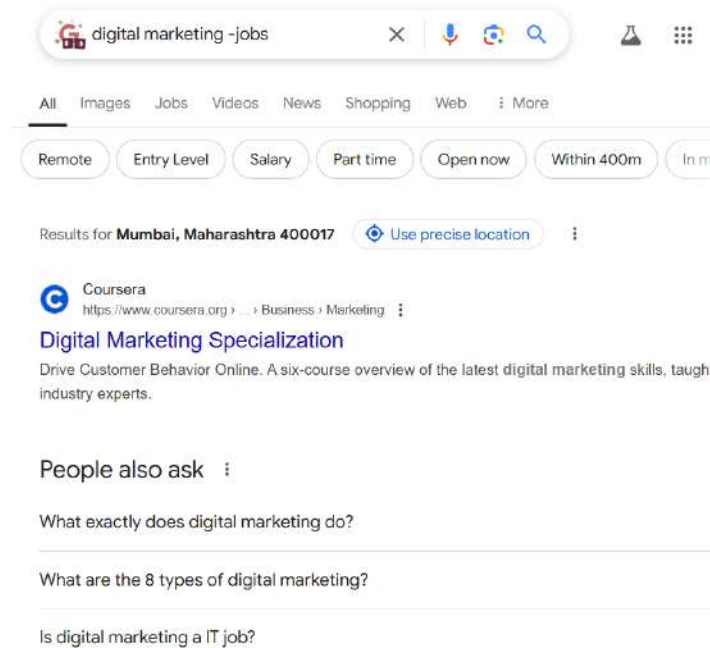 digital marketing -jobs
All Images Jobs Videos News Shopping Web More
Remote Entry Level Salary Part time Open now Within 400m In
Results for Mumbai, Maharashtra 400017 Use precise location
Coursera
https://www.coursera.org › ... › Business › Marketing
Digital Marketing Specialization
Drive Customer Behavior Online. A six-course overview of the latest digital marketing skills, taugh
industry experts.
People also ask
What exactly does digital marketing do?
What are the 8 types of digital marketing?
Is digital marketing a IT job?